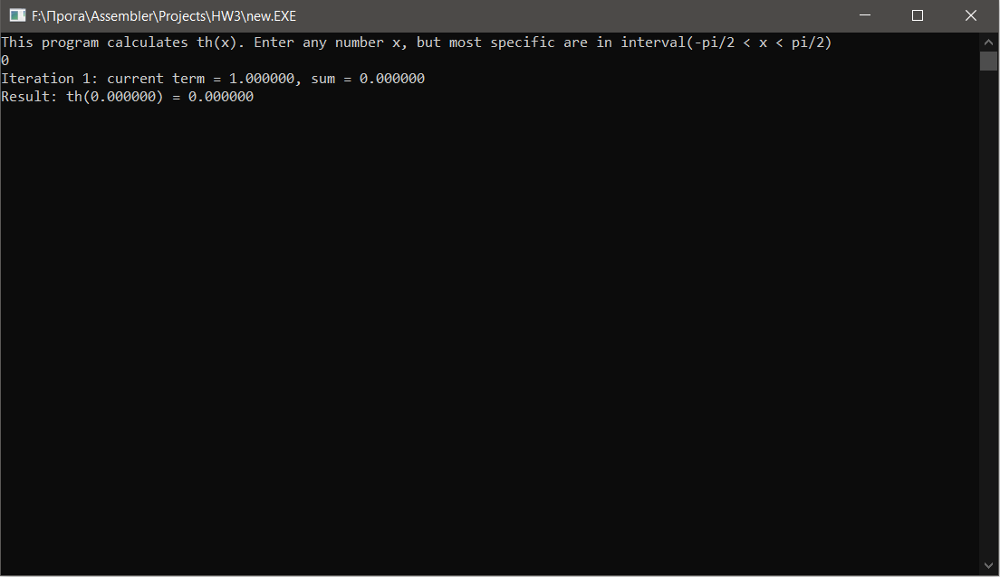 F:\Прога\Assembler\Projects\HW3\new.EXE
This program calculates th(x). Enter any number x, but most specific are in interval(-pi/2 < x < pi/2)
0
Iteration 1: current term = 1.000000, sum = 0.000000
Result: th(0.000000) = 0.000000